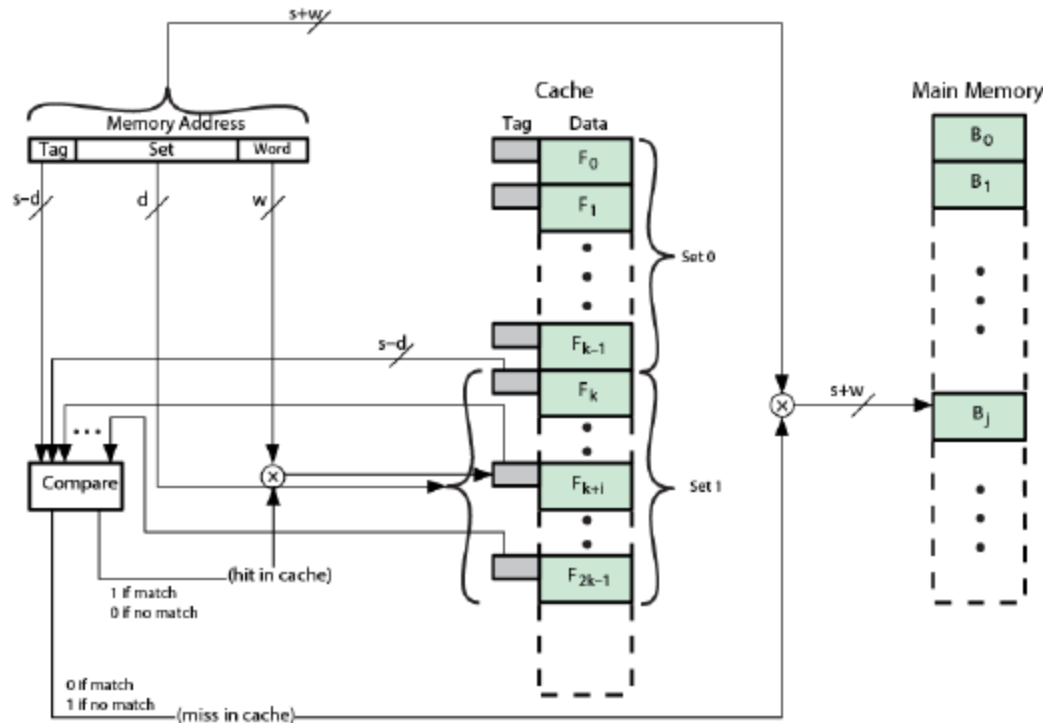 s+w
Cache
Main Memory
Memory Address
Tag Data
Tag Set Word
B0
F0
B1
s−d d w
F1
Set 0
s−d
Fk−1
Fk
s+w
Bj
Compare
Fk+i
Set 1
(hit in cache)
F2k−1
1 if match
0 if no match
0 if match
1 if no match
(miss in cache)